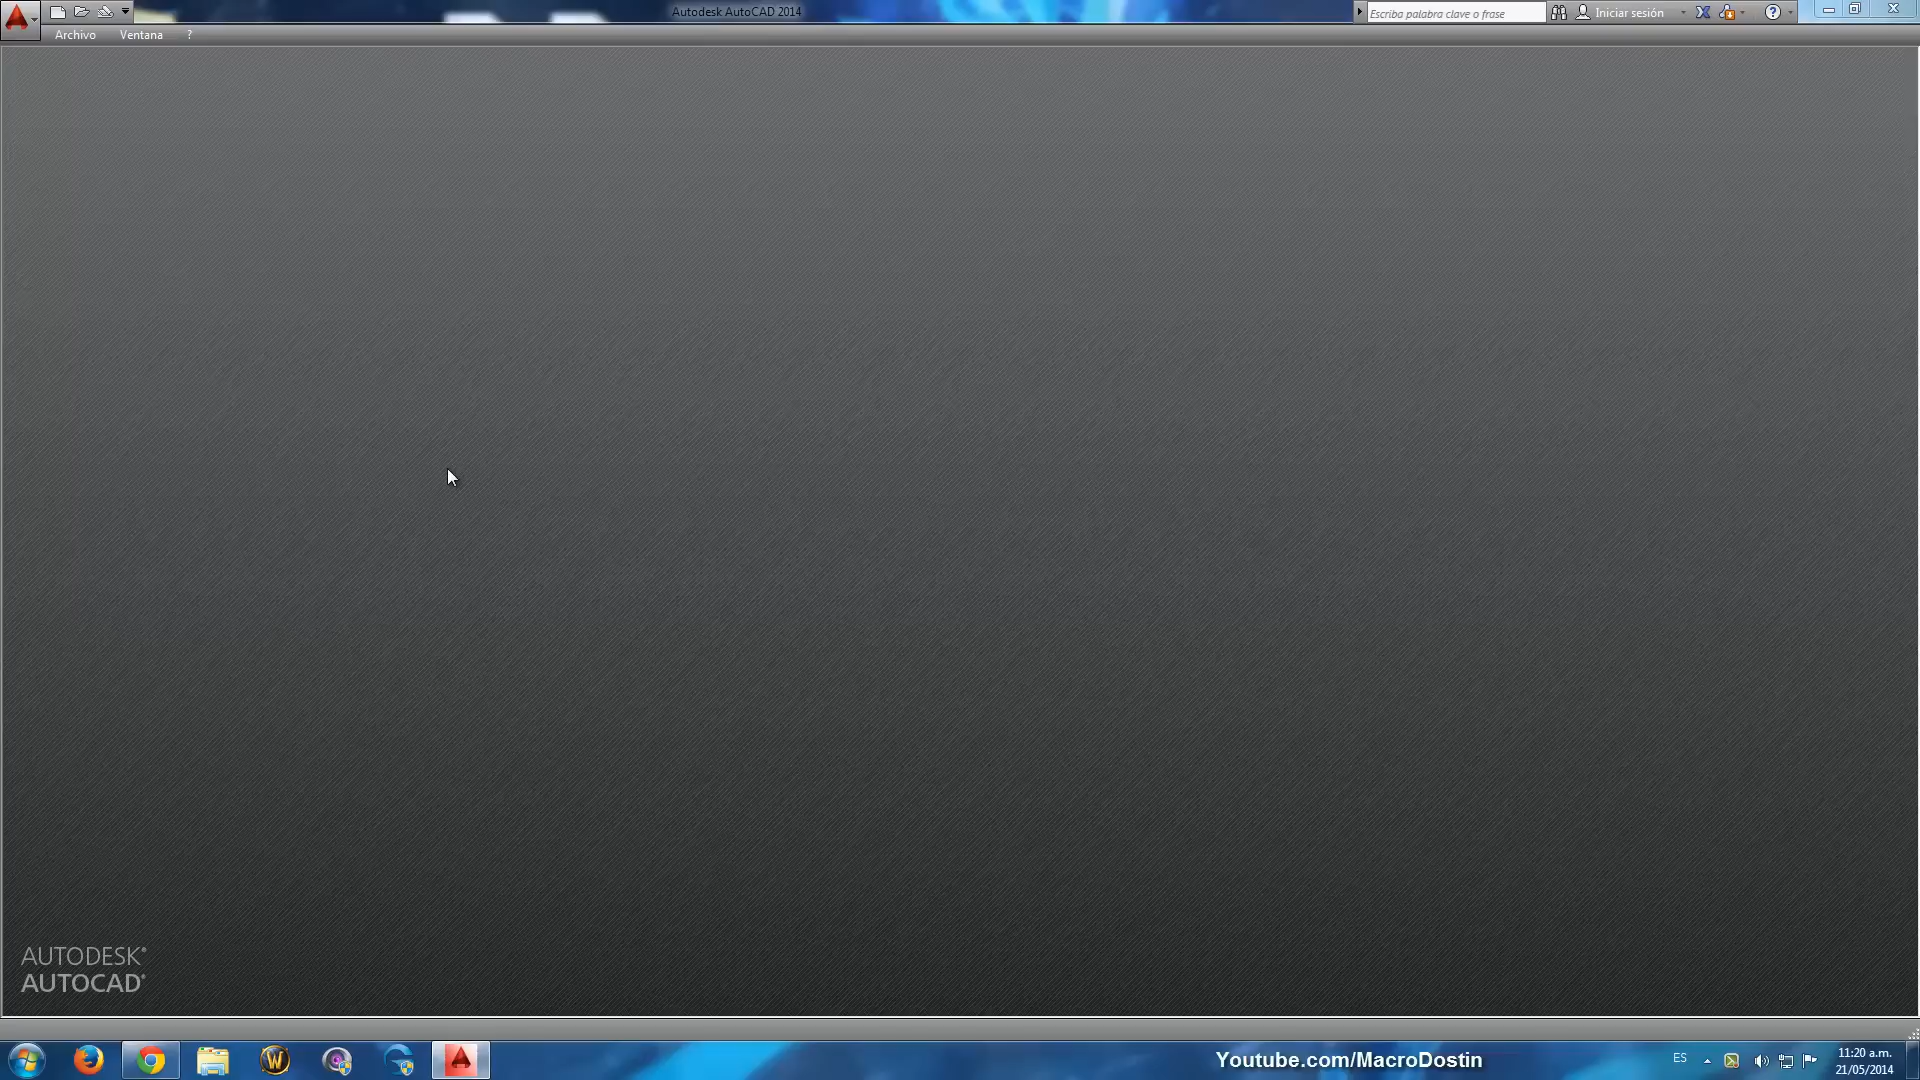 Autodesk AutoCAD 2014
Escriba palabra clave o frase
Iniciar sesión
Archivo
Ventana
?
AUTODESK®
AUTOCAD®
Youtube.com/MacroDostin
ES
11:20 a.m.
21/05/2014